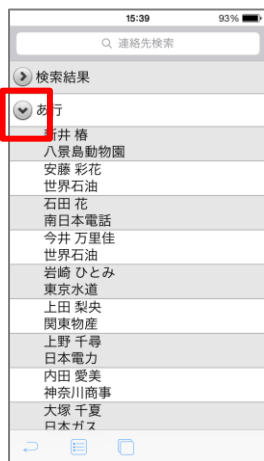 15:39
93%
連絡先検索
検索結果
あ行
新井 椿
八景島動物園
安藤 彩花
世界石油
石田 花
南日本電話
今井 万里佳
世界石油
岩崎 ひとみ
東京水道
上田 梨央
関東物産
上野 千尋
日本電力
内田 愛美
神奈川商事
大塚 千夏
日本ガス